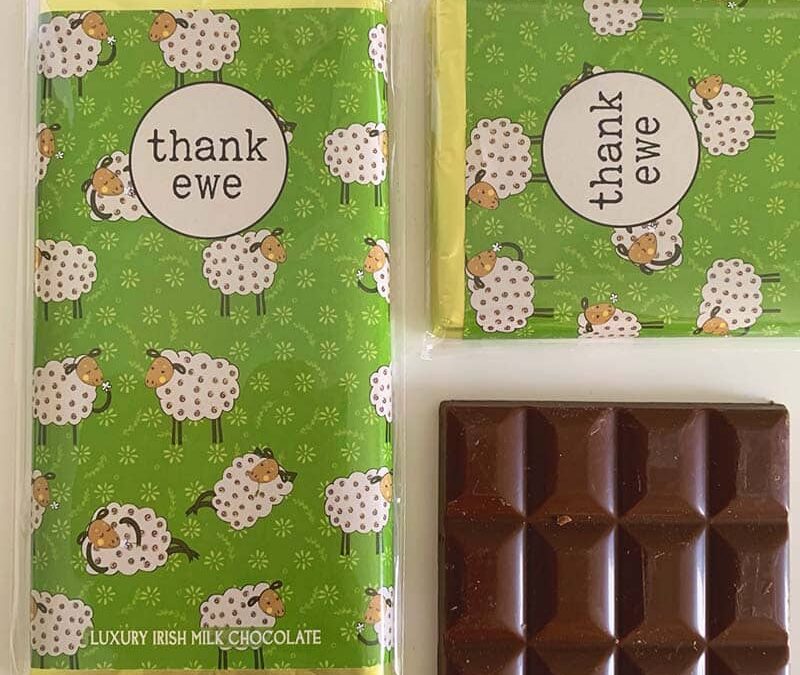 thank
ewe
LUXURY IRISH MILK CHOCOLATE
thank
ewe